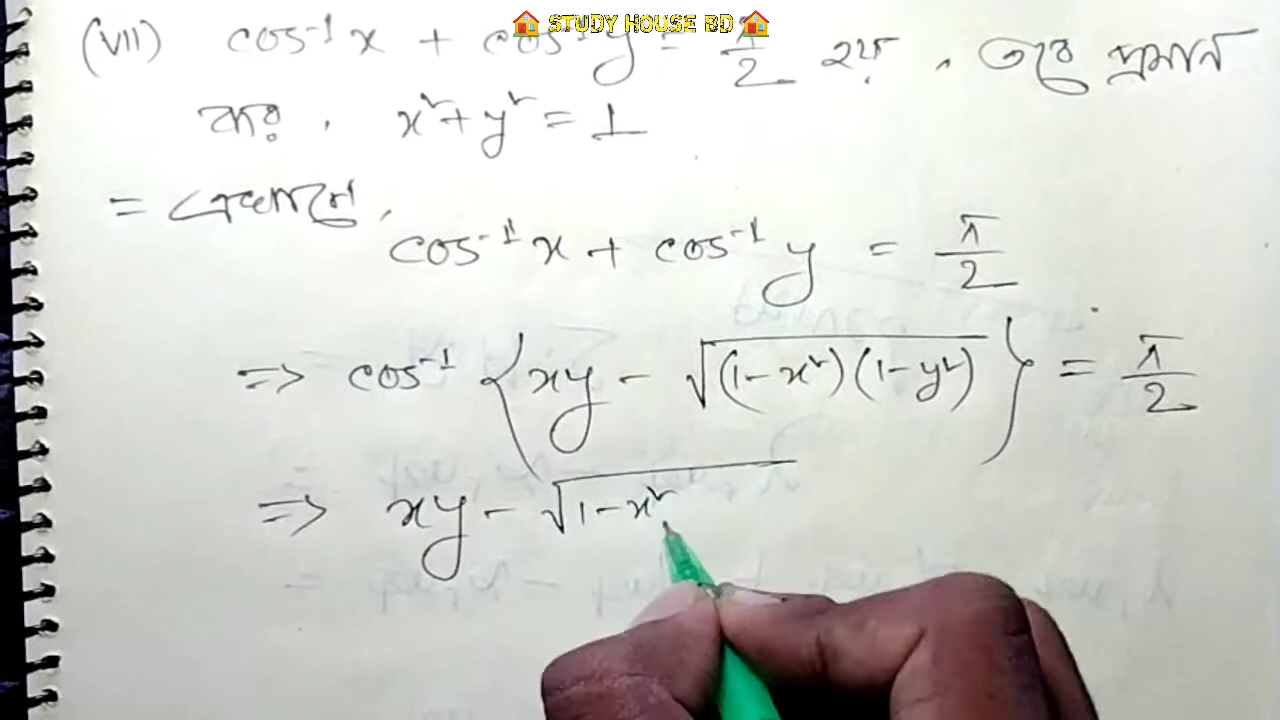 🏠 STUDY HOUSE BD 🏠
(VII) cos⁻¹x + cos⁻¹y = π/2 হয়, তবে প্রমান
কর, x² + y² = 1
= এখানে,
cos⁻¹x + cos⁻¹y = π/2
=> cos⁻¹{xy - √(1-x²)(1-y²)} = π/2
=> xy - √1-x²